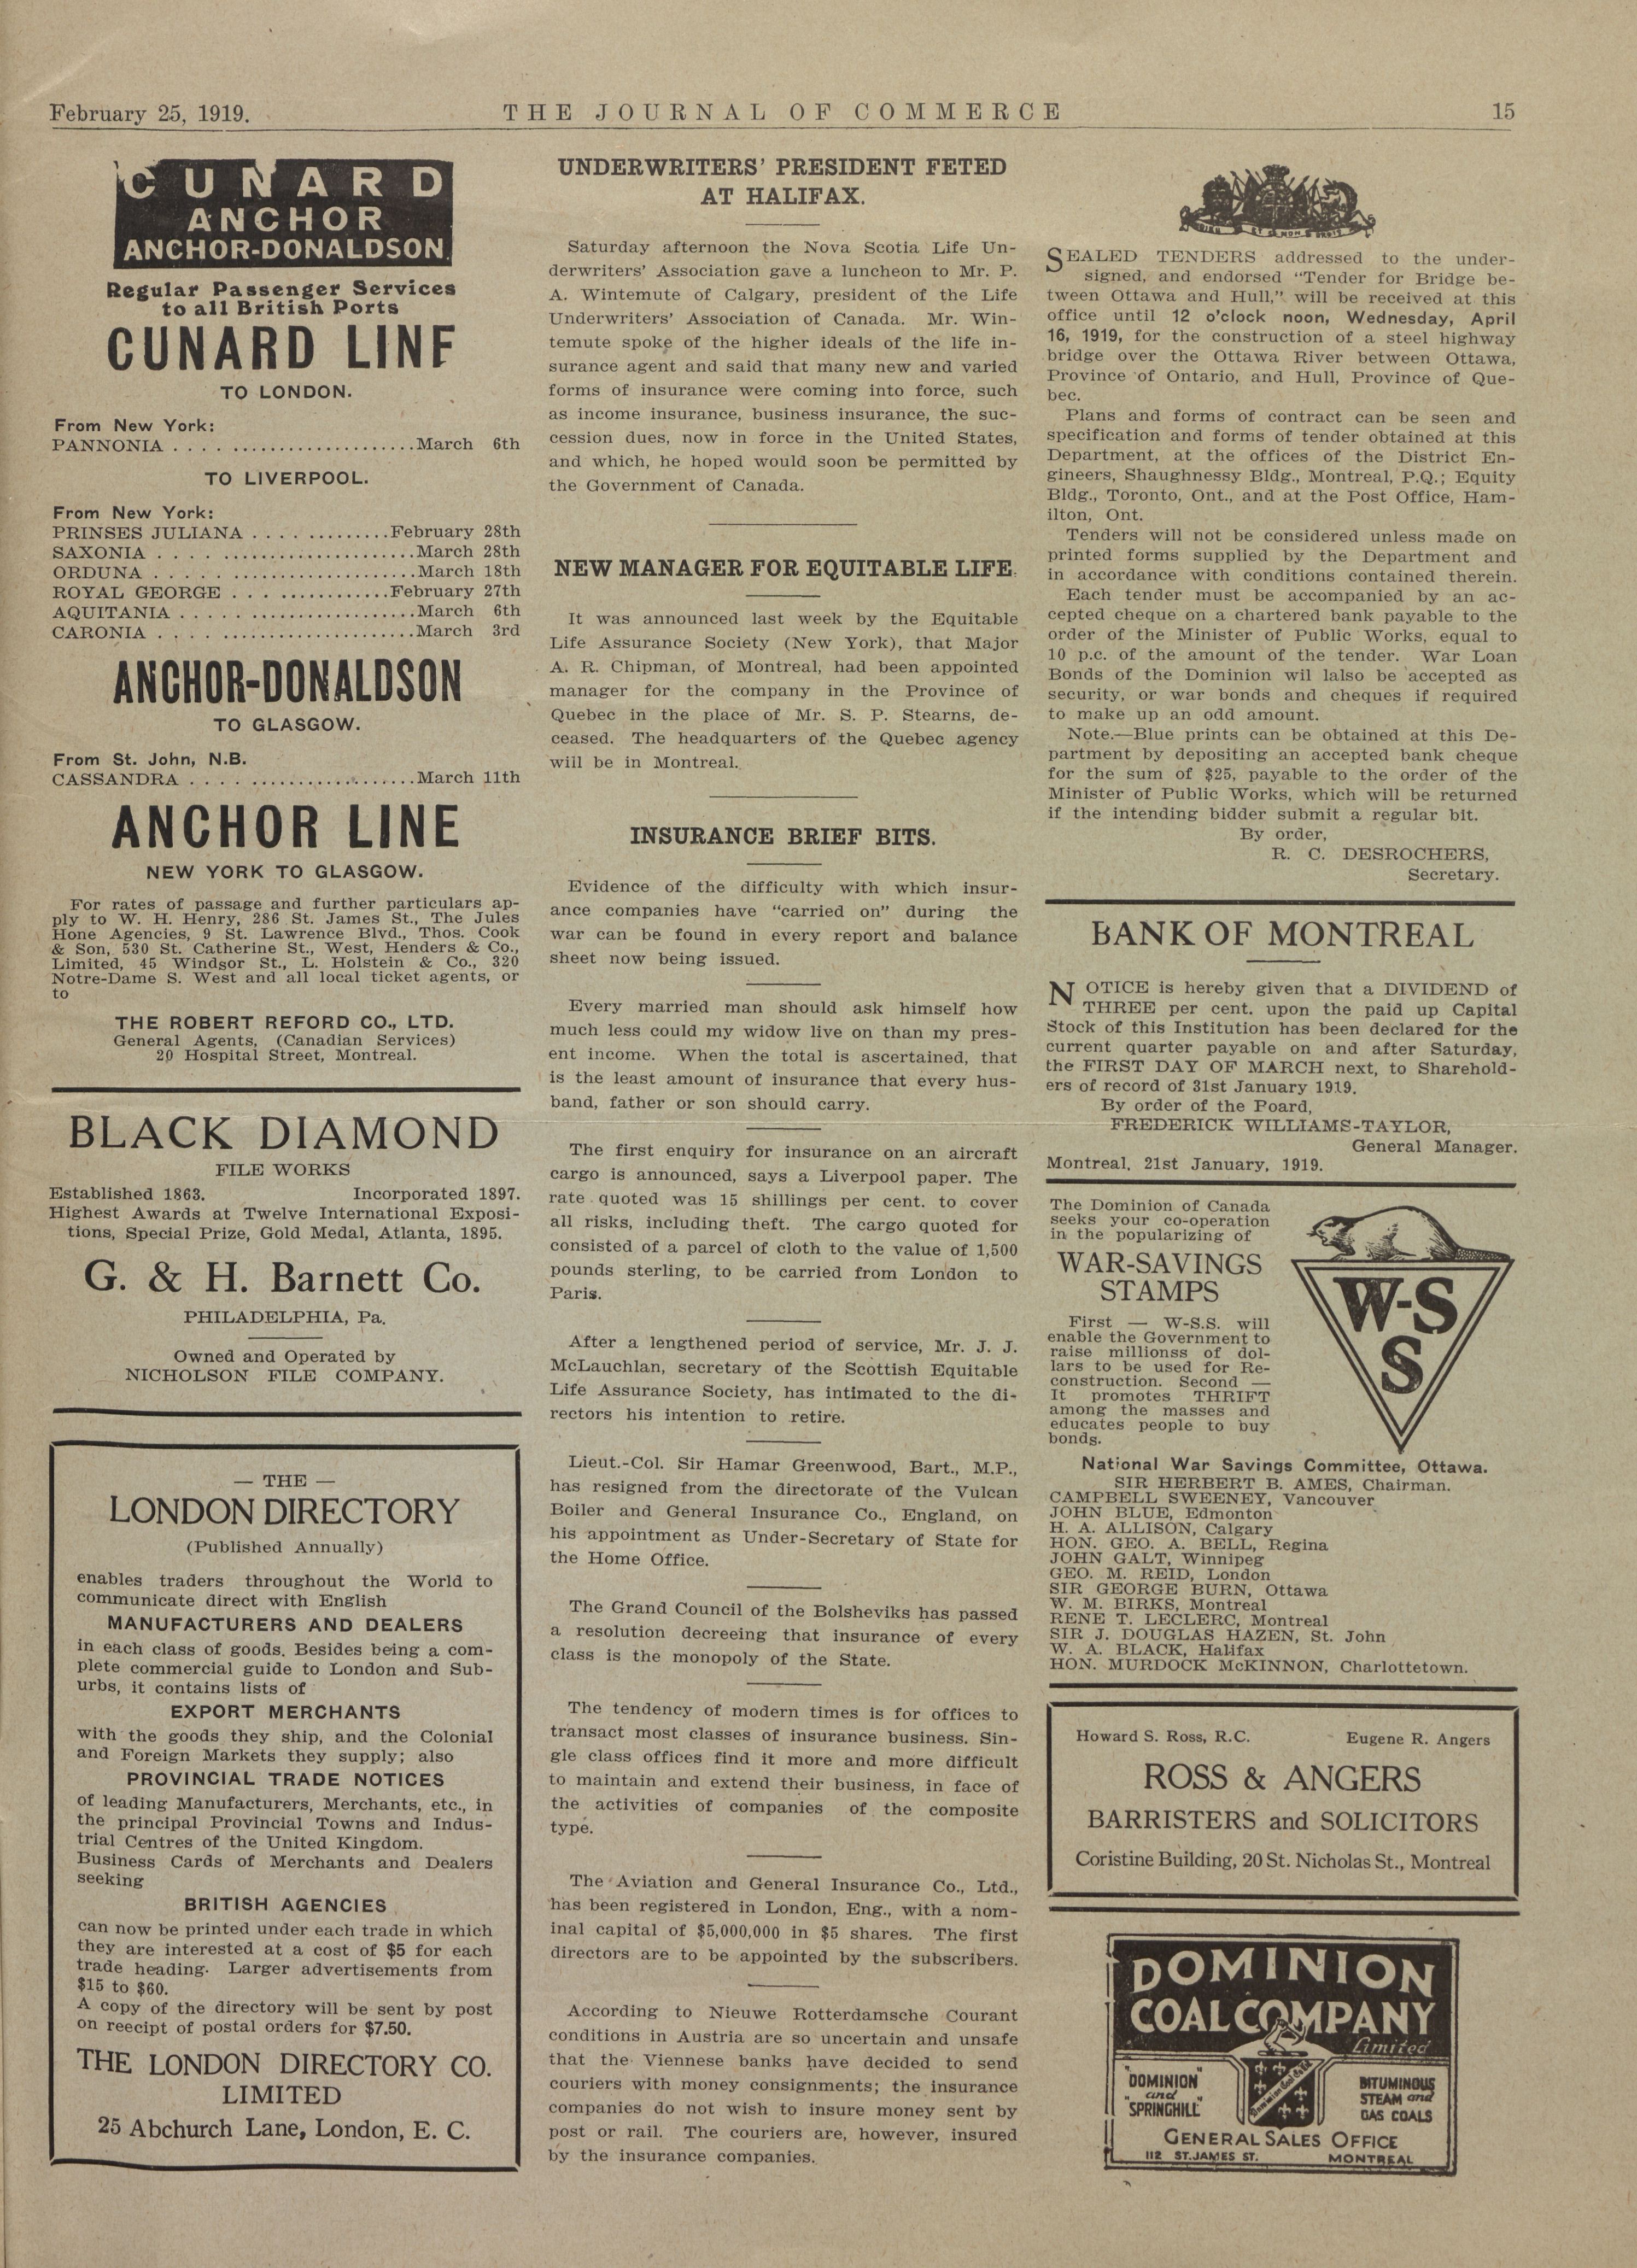 February 25, 1919.
THE JOURNAL OF COMMERCE
15
CUNARD
ANCHOR
ANCHOR-DONALDSON
Regular Passenger Services
to all British Ports
CUNARD LINE
TO LONDON.
From New York:
PANNONIA . . . . .....................March 6th
TO LIVERPOOL.
From New York:
PRINSES JULIANA . . . . .........February 28th
SAXONIA . . . . ......................March 28th
ORDUNA . . . . . .....................March 18th
ROYAL GEORGE . . . .............February 27th
AQUITANIA . . . . .....................March 6th
CARONIA . . . . .......................March 3rd
ANCHOR-DONALDSON
TO GLASGOW.
From St. John, N.B.
CASSANDRA . . . ....................March 11th
ANCHOR LINE
NEW YORK TO GLASGOW.
For rates of passage and further particulars ap-
ply to W. H. Henry, 286 St. James St., The Jules
Hone Agencies, 9 St. Lawrence Blvd., Thos. Cook
& Son, 530 St. Catherine St., West, Henders & Co.,
Limited, 45 Windsor St., L. Holstein & Co., 320
Notre-Dame S. West and all local ticket agents, or
to
THE ROBERT REFORD CO., LTD.
General Agents, (Canadian Services)
20 Hospital Street, Montreal.
BLACK DIAMOND
FILE WORKS
Established 1863. Incorporated 1897.
Highest Awards at Twelve International Exposi-
tions, Special Prize, Gold Medal, Atlanta, 1895.
G. & H. Barnett Co.
PHILADELPHIA, Pa.
Owned and Operated by
NICHOLSON FILE COMPANY.
— THE —
LONDON DIRECTORY
(Published Annually)
enables traders throughout the World to
communicate direct with English
MANUFACTURERS AND DEALERS
in each class of goods. Besides being a com-
plete commercial guide to London and Sub-
urbs, it contains lists of
EXPORT MERCHANTS
with the goods they ship, and the Colonial
and Foreign Markets they supply; also
PROVINCIAL TRADE NOTICES
of leading Manufacturers, Merchants, etc., in
the principal Provincial Towns and Indus-
trial Centres of the United Kingdom.
Business Cards of Merchants and Dealers
seeking
BRITISH AGENCIES
can now be printed under each trade in which
they are interested at a cost of $5 for each
trade heading. Larger advertisements from
$15 to $60.
A copy of the directory will be sent by post
on reecipt of postal orders for $7.50.
THE LONDON DIRECTORY CO.
LIMITED
25 Abchurch Lane, London, E. C.
UNDERWRITERS' PRESIDENT FETED
AT HALIFAX.
Saturday afternoon the Nova Scotia Life Un-
derwriters' Association gave a luncheon to Mr. P.
A. Wintemute of Calgary, president of the Life
Underwriters' Association of Canada. Mr. Win-
temute spoke of the higher ideals of the life in-
surance agent and said that many new and varied
forms of insurance were coming into force, such
as income insurance, business insurance, the suc-
cession dues, now in force in the United States,
and which, he hoped would soon be permitted by
the Government of Canada.
NEW MANAGER FOR EQUITABLE LIFE.
It was announced last week by the Equitable
Life Assurance Society (New York), that Major
A. R. Chipman, of Montreal, had been appointed
manager for the company in the Province of
Quebec in the place of Mr. S. P. Stearns, de-
ceased. The headquarters of the Quebec agency
will be in Montreal.
INSURANCE BRIEF BITS.
Evidence of the difficulty with which insur-
ance companies have "carried on" during the
war can be found in every report and balance
sheet now being issued.
Every married man should ask himself how
much less could my widow live on than my pres-
ent income. When the total is ascertained, that
is the least amount of insurance that every hus-
band, father or son should carry.
The first enquiry for insurance on an aircraft
cargo is announced, says a Liverpool paper. The
rate quoted was 15 shillings per cent. to cover
all risks, including theft. The cargo quoted for
consisted of a parcel of cloth to the value of 1,500
pounds sterling, to be carried from London to
Paris.
After a lengthened period of service, Mr. J. J.
McLauchlan, secretary of the Scottish Equitable
Life Assurance Society, has intimated to the di-
rectors his intention to retire.
Lieut.-Col. Sir Hamar Greenwood, Bart., M.P.,
has resigned from the directorate of the Vulcan
Boiler and General Insurance Co., England, on
his appointment as Under-Secretary of State for
the Home Office.
The Grand Council of the Bolsheviks has passed
a resolution decreeing that insurance of every
class is the monopoly of the State.
The tendency of modern times is for offices to
transact most classes of insurance business. Sin-
gle class offices find it more and more difficult
to maintain and extend their business, in face of
the activities of companies of the composite
type.
The Aviation and General Insurance Co., Ltd.,
has been registered in London, Eng., with a nom-
inal capital of $5,000,000 in $5 shares. The first
directors are to be appointed by the subscribers.
According to Nieuwe Rotterdamsche Courant
conditions in Austria are so uncertain and unsafe
that the Viennese banks have decided to send
couriers with money consignments; the insurance
companies do not wish to insure money sent by
post or rail. The couriers are, however, insured
by the insurance companies.
SEALED TENDERS addressed to the under-
signed, and endorsed "Tender for Bridge be-
tween Ottawa and Hull," will be received at this
office until 12 o'clock noon, Wednesday, April
16, 1919, for the construction of a steel highway
bridge over the Ottawa River between Ottawa,
Province of Ontario, and Hull, Province of Que-
bec.
Plans and forms of contract can be seen and
specification and forms of tender obtained at this
Department, at the offices of the District En-
gineers, Shaughnessy Bldg., Montreal, P.Q.; Equity
Bldg., Toronto, Ont., and at the Post Office, Ham-
ilton, Ont.
Tenders will not be considered unless made on
printed forms supplied by the Department and
in accordance with conditions contained therein.
Each tender must be accompanied by an ac-
cepted cheque on a chartered bank payable to the
order of the Minister of Public Works, equal to
10 p.c. of the amount of the tender. War Loan
Bonds of the Dominion wil lalso be accepted as
security, or war bonds and cheques if required
to make up an odd amount.
Note.—Blue prints can be obtained at this De-
partment by depositing an accepted bank cheque
for the sum of $25, payable to the order of the
Minister of Public Works, which will be returned
if the intending bidder submit a regular bit.
By order,
R. C. DESROCHERS,
Secretary.
BANK OF MONTREAL
NOTICE is hereby given that a DIVIDEND of
THREE per cent. upon the paid up Capital
Stock of this Institution has been declared for the
current quarter payable on and after Saturday,
the FIRST DAY OF MARCH next, to Sharehold-
ers of record of 31st January 1919.
By order of the Poard,
FREDERICK WILLIAMS-TAYLOR,
General Manager.
Montreal, 21st January, 1919.
The Dominion of Canada
seeks your co-operation
in the popularizing of
WAR-SAVINGS
STAMPS
First — W-S.S. will
enable the Government to
raise millionss of dol-
lars to be used for Re-
construction. Second —
It promotes THRIFT
among the masses and
educates people to buy
bonds.
W-S
S
National War Savings Committee, Ottawa.
SIR HERBERT B. AMES, Chairman.
CAMPBELL SWEENEY, Vancouver
JOHN BLUE, Edmonton
H. A. ALLISON, Calgary
HON. GEO. A. BELL, Regina
JOHN GALT, Winnipeg
GEO. M. REID, London
SIR GEORGE BURN, Ottawa
W. M. BIRKS, Montreal
RENE T. LECLERC, Montreal
SIR J. DOUGLAS HAZEN, St. John
W. A. BLACK, Halifax
HON. MURDOCK McKINNON, Charlottetown.
Howard S. Ross, R.C. Eugene R. Angers
ROSS & ANGERS
BARRISTERS and SOLICITORS
Coristine Building, 20 St. Nicholas St., Montreal
DOMINION
COAL COMPANY
Limited
"DOMINION"
and
"SPRINGHILL"
BITUMINOUS
STEAM and
GAS COALS
GENERAL SALES OFFICE
112 ST. JAMES ST. MONTREAL